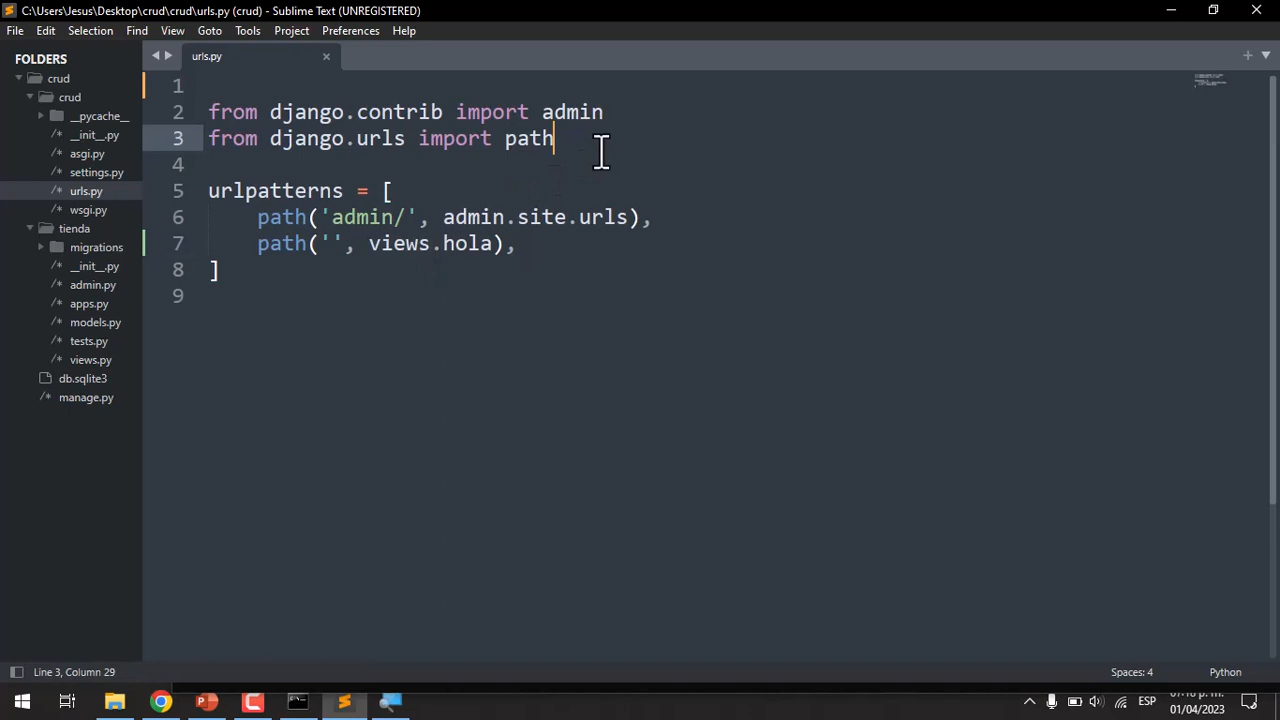 C:\Users\Jesus\Desktop\crud\crud\urls.py (crud) - Sublime Text (UNREGISTERED)
File Edit Selection Find View Goto Tools Project Preferences Help
FOLDERS
crud
crud
__pycache__
__init__.py
asgi.py
settings.py
urls.py
wsgi.py
tienda
migrations
__init__.py
admin.py
apps.py
models.py
tests.py
views.py
db.sqlite3
manage.py
urls.py
1
2 from django.contrib import admin
3 from django.urls import path
4
5 urlpatterns = [
6     path('admin/', admin.site.urls),
7     path('', views.hola),
8 ]
9
Line 3, Column 29
Spaces: 4
Python
ESP
07:18 p. m.
01/04/2023